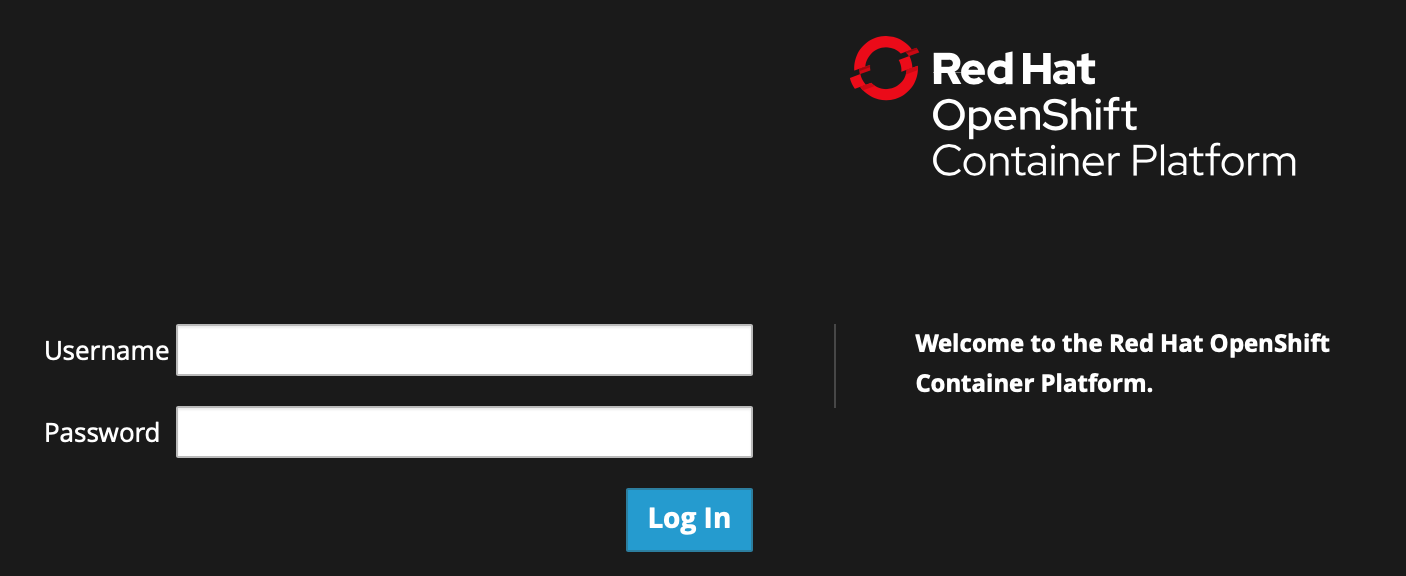 Red Hat
OpenShift
Container Platform
Username
Password
Log In
Welcome to the Red Hat OpenShift
Container Platform.